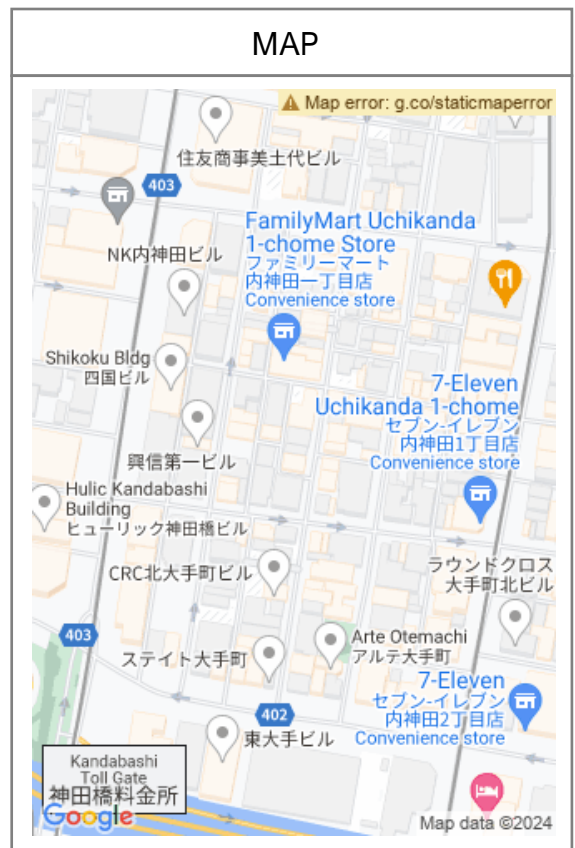 MAP
Map error: g.co/staticmaperror
住友商事美土代ビル
403
FamilyMart Uchikanda
1-chome Store
ファミリーマート
内神田一丁目店
Convenience store
NK内神田ビル
Shikoku Bldg
四国ビル
7-Eleven
Uchikanda 1-chome
セブン-イレブン
内神田1丁目店
Convenience store
興信第一ビル
Hulic Kandabashi
Building
ヒューリック神田橋ビル
CRC北大手町ビル
ラウンドクロス
大手町北ビル
403
Arte Otemachi
アルテ大手町
ステイト大手町
7-Eleven
セブン-イレブン
内神田2丁目店
Convenience store
402
東大手ビル
Kandabashi
Toll Gate
神田橋料金所
Google
Map data ©2024